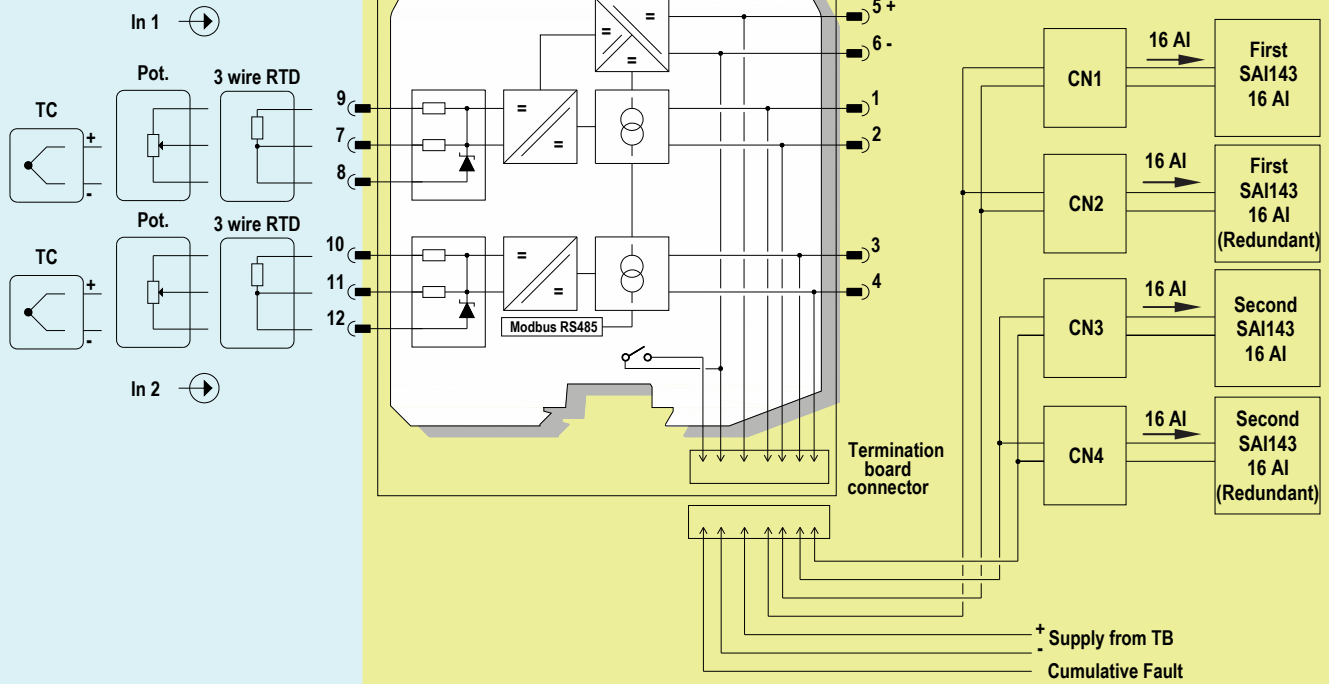 In 1
TC
+
-
Pot.
3 wire RTD
9
7
8
=
=
=
=
=
=
5 +
6 -
1
2
TC
+
-
Pot.
3 wire RTD
10
11
12
=
=
Modbus RS485
3
4
In 2
Termination
board
connector
CN1
16 AI
First
SAI143
16 AI
CN2
16 AI
First
SAI143
16 AI
(Redundant)
CN3
16 AI
Second
SAI143
16 AI
CN4
16 AI
Second
SAI143
16 AI
(Redundant)
+
-
Supply from TB
Cumulative Fault